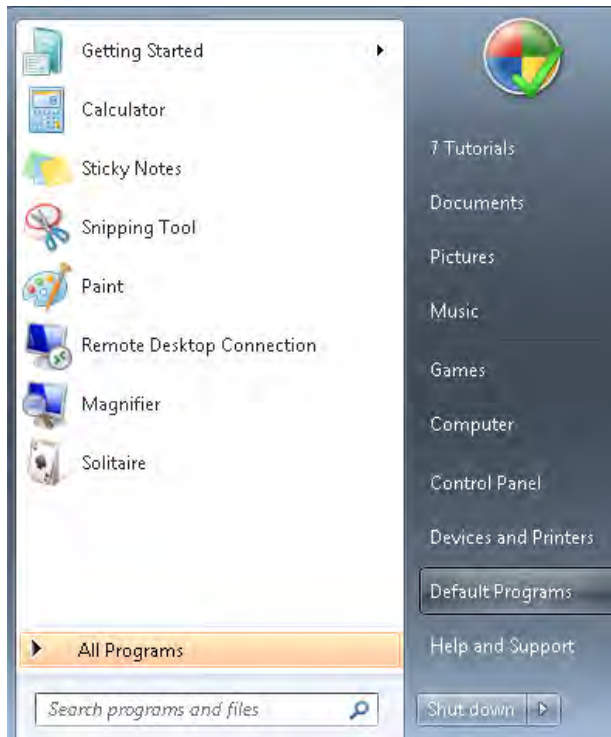 Getting Started
Calculator
Sticky Notes
Snipping Tool
Paint
Remote Desktop Connection
Magnifier
Solitaire
All Programs
Search programs and files
7 Tutorials
Documents
Pictures
Music
Games
Computer
Control Panel
Devices and Printers
Default Programs
Help and Support
Shut down